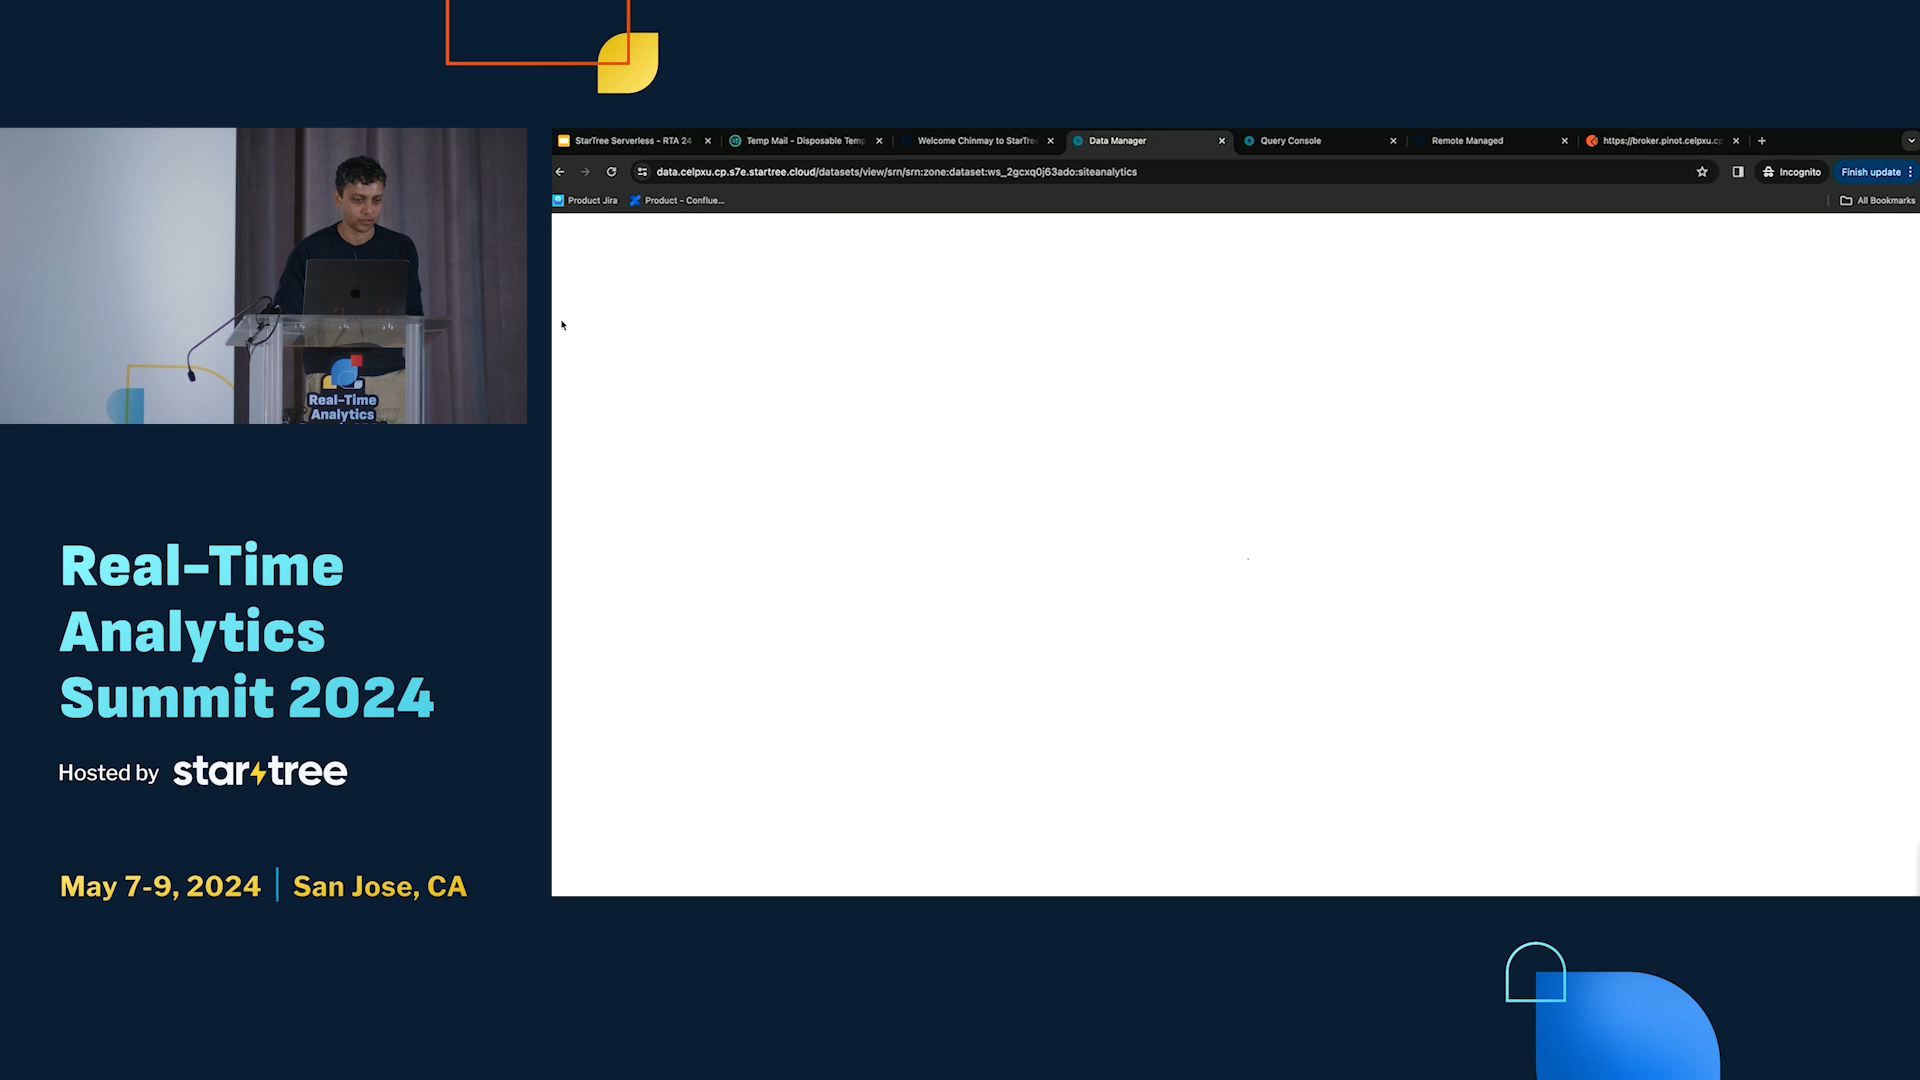 StarTree Serverless - RTA 24
Temp Mail - Disposable Temp
Welcome Chinmay to StarTre
Data Manager
Query Console
Remote Managed
https://broker.pinot.celpxu.cp
data.celpxu.cp.s7e.startree.cloud/datasets/view/srn/srn:zone:dataset:ws_2gcxq0j63ado:siteanalytics
Incognito
Finish update
Product Jira
Product - Conflue...
All Bookmarks
Real-Time
Analytics
Real-Time
Analytics
Summit 2024
Hosted by startree
May 7-9, 2024 | San Jose, CA